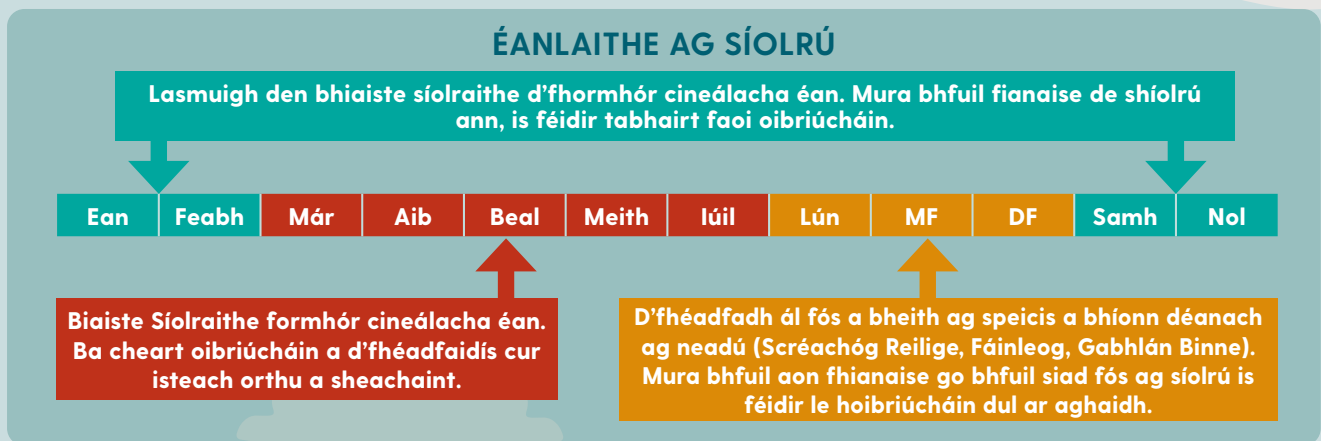 ÉANLAITHE AG SÍOLRÚ
Lasmuigh den bhiaiste síolraithe d'fhormhór cineálacha éan. Mura bhfuil fianaise de shíolrú
ann, is féidir tabhairt faoi oibriúcháin.
Ean Feabh Már Aib Beal Meith Iúil Lún MF DF Samh Nol
Biaiste Síolraithe formhór cineálacha éan.
Ba cheart oibriúcháin a d'fhéadfaidís cur
isteach orthu a sheachaint.
D'fhéadfadh ál fós a bheith ag speicis a bhíonn déanach
ag neadú (Scréachóg Reilige, Fáinleog, Gabhlán Binne).
Mura bhfuil aon fhianaise go bhfuil siad fós ag síolrú is
féidir le hoibriúcháin dul ar aghaidh.